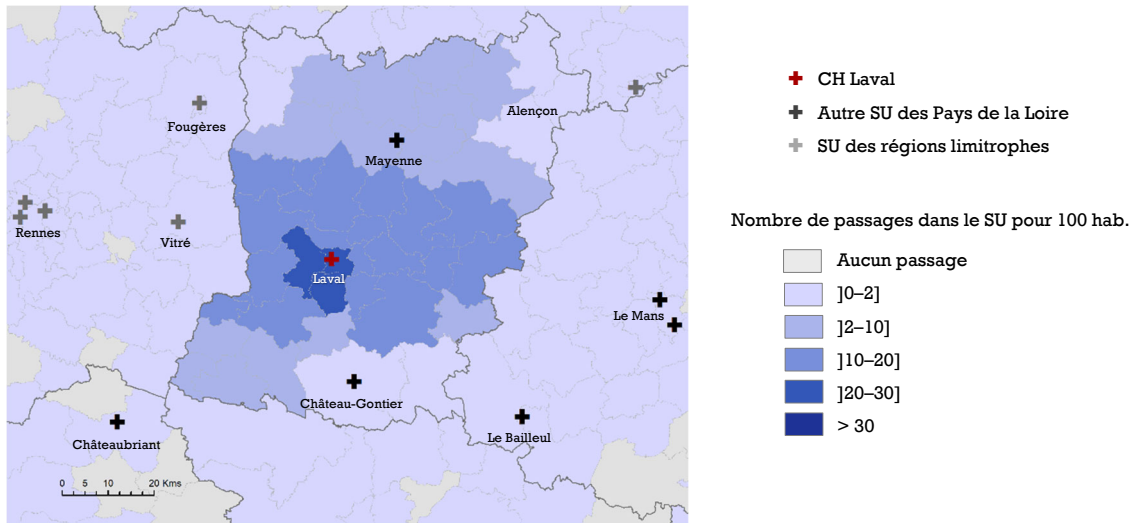 Fougères
Alençon
Mayenne
Rennes
Vitré
Laval
Le Mans
Château-Gontier
Châteaubriant
Le Bailleul
0 5 10 20 Kms
CH Laval
Autre SU des Pays de la Loire
SU des régions limitrophes
Nombre de passages dans le SU pour 100 hab.
Aucun passage
]0–2]
]2–10]
]10–20]
]20–30]
> 30